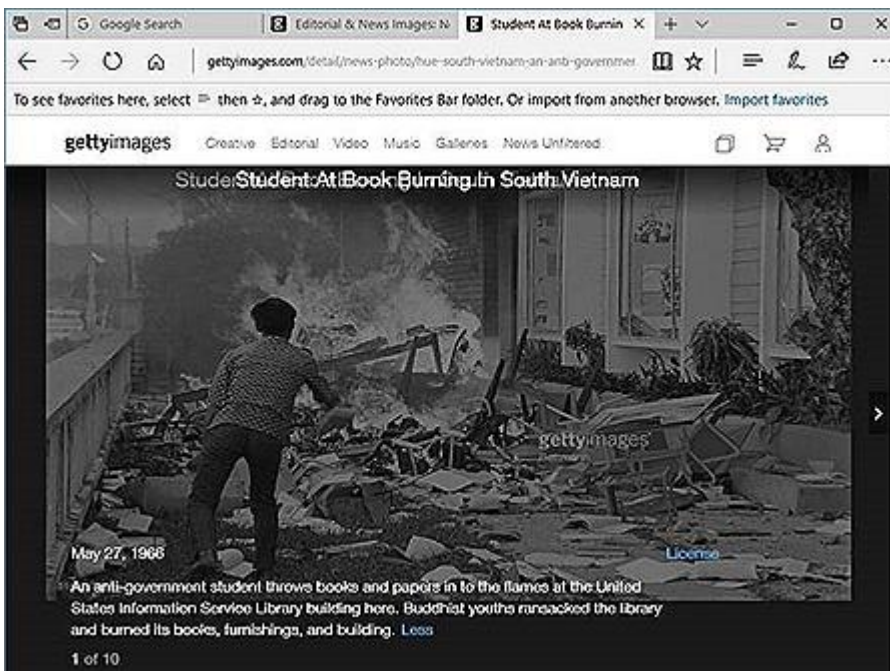 Google Search
Editorial & News Images: N
Student At Book Burnin
gettyimages.com/detail/news-photo/hue-south-vietnam-an-anti-governmer
To see favorites here, select then ☆, and drag to the Favorites Bar folder. Or import from another browser. Import favorites
gettyimages Creative Editorial Video Music Galleries News Unfiltered
Student At Book Burning In South Vietnam
gettyimages
May 27, 1966
License
An anti-government student throws books and papers in to the flames at the United
States Information Service Library building here. Buddhist youths ransacked the library
and burned its books, furnishings, and building. Less
1 of 10